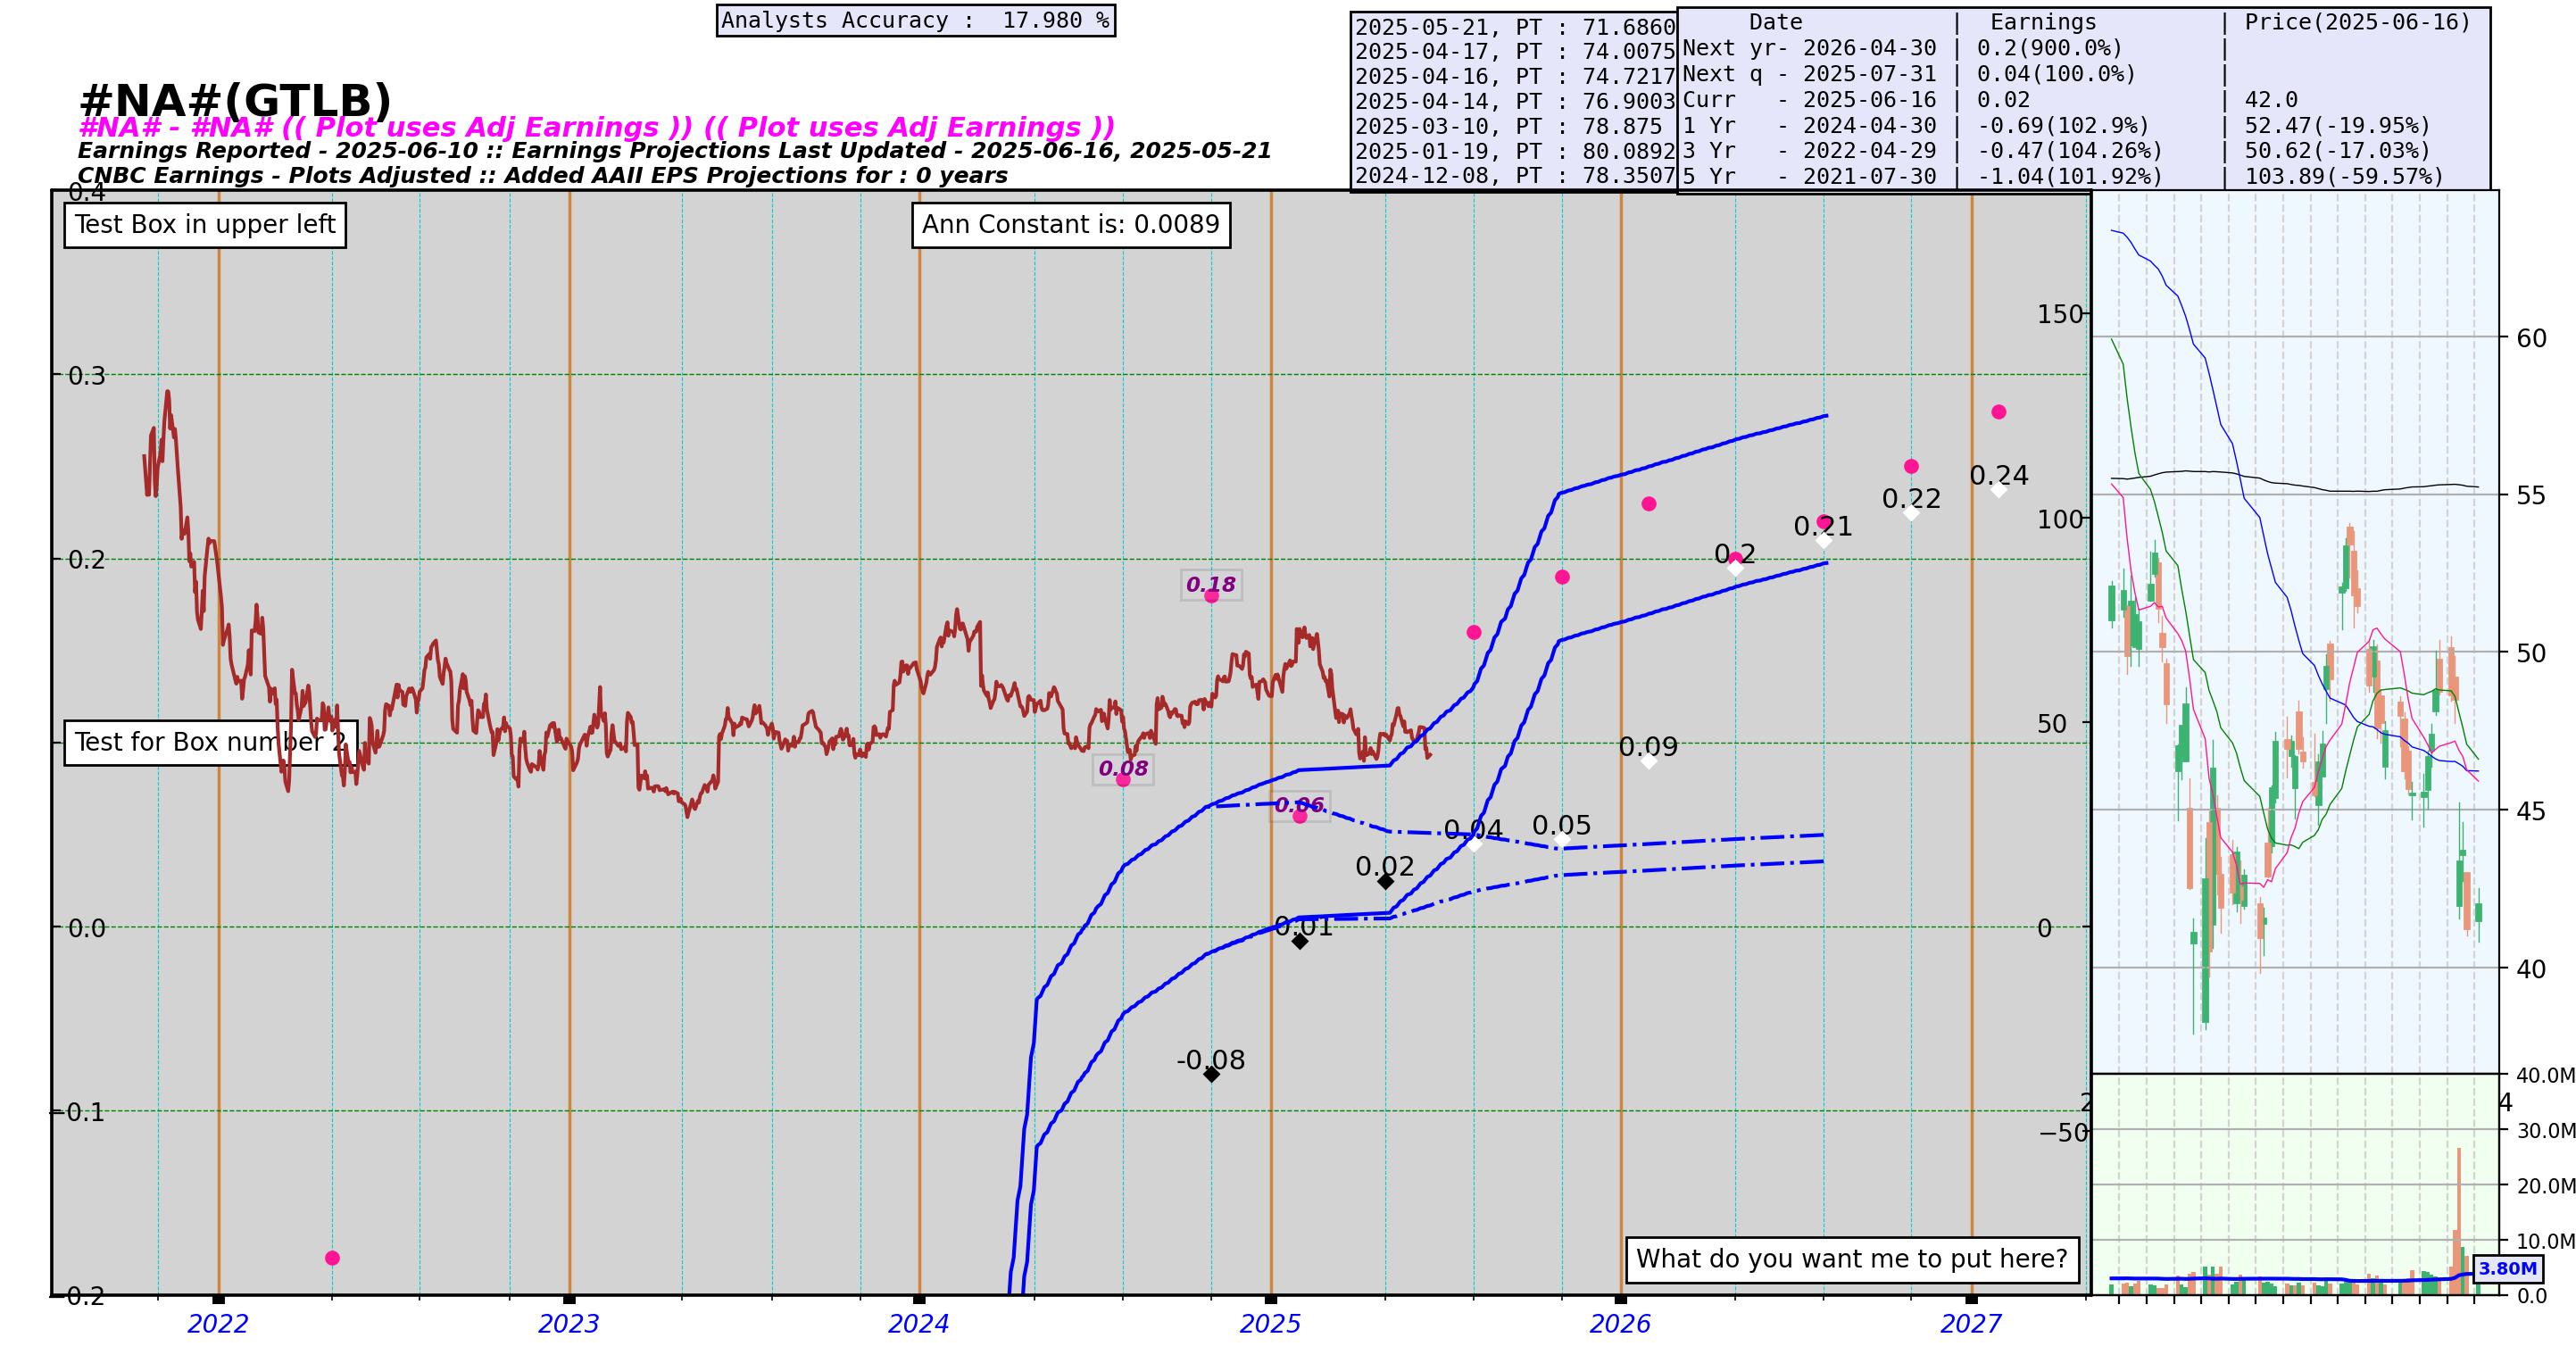 Analysts Accuracy :  17.980 %
2025-05-21, PT : 71.6860
2025-04-17, PT : 74.0075
2025-04-16, PT : 74.7217
2025-04-14, PT : 76.9003
2025-03-10, PT : 78.875
2025-01-19, PT : 80.0892
2024-12-08, PT : 78.3507
Date | Earnings | Price(2025-06-16)
Next yr- 2026-04-30 | 0.2(900.0%) |
Next q - 2025-07-31 | 0.04(100.0%) |
Curr - 2025-06-16 | 0.02 | 42.0
1 Yr - 2024-04-30 | -0.69(102.9%) | 52.47(-19.95%)
3 Yr - 2022-04-29 | -0.47(104.26%) | 50.62(-17.03%)
5 Yr - 2021-07-30 | -1.04(101.92%) | 103.89(-59.57%)
#NA#(GTLB)
#NA# - #NA# (( Plot uses Adj Earnings )) (( Plot uses Adj Earnings ))
Earnings Reported - 2025-06-10 :: Earnings Projections Last Updated - 2025-06-16, 2025-05-21
CNBC Earnings - Plots Adjusted :: Added AAII EPS Projections for : 0 years
0.4
Test Box in upper left
Ann Constant is: 0.0089
150
60
0.3
0.24
55
0.22
100
0.21
0.2
0.2
0.18
50
50
Test for Box number 2
0.09
0.08
0.06
0.04
0.05
45
0.02
0.01
0.0
0
40
-0.08
40.0M
−0.1
2
4
−50
30.0M
20.0M
10.0M
What do you want me to put here?
3.80M
−0.2
0.0
2022
2023
2024
2025
2026
2027